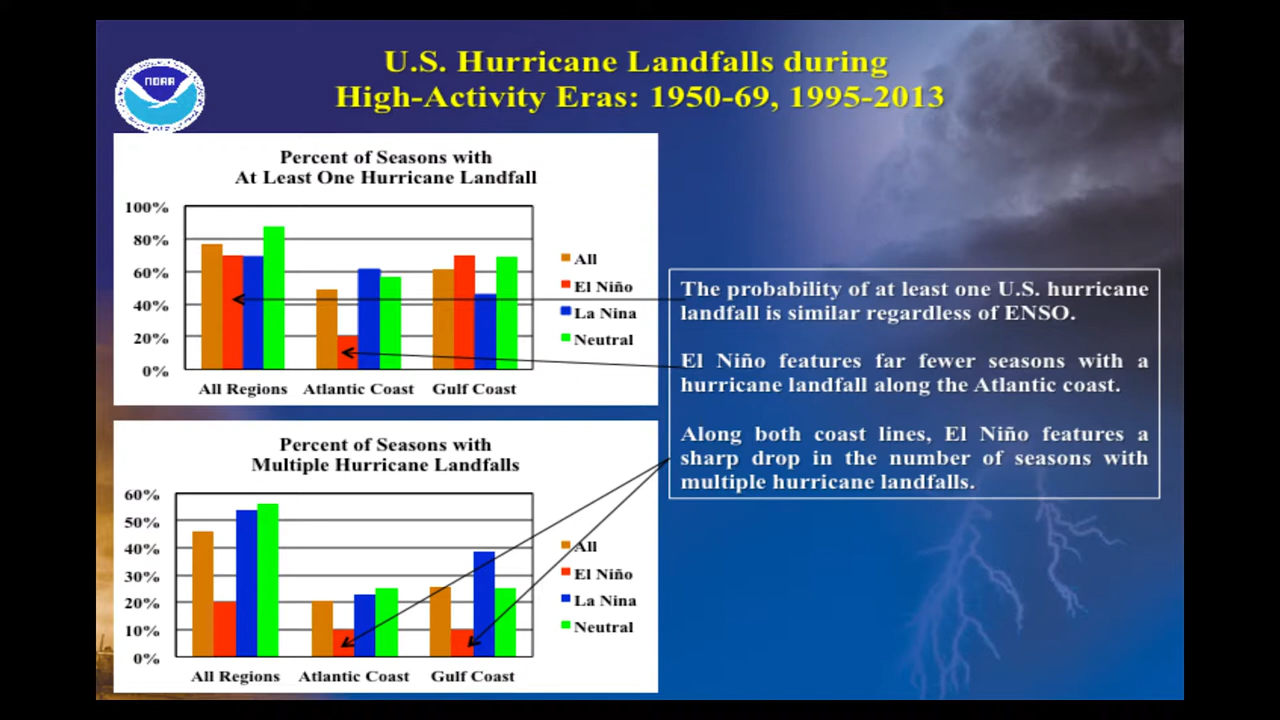 U.S. Hurricane Landfalls during
High-Activity Eras: 1950-69, 1995-2013
NOAA
Percent of Seasons with
At Least One Hurricane Landfall
100%
80%
60%
40%
20%
0%
All Regions Atlantic Coast Gulf Coast
All
El Niño
La Nina
Neutral
The probability of at least one U.S. hurricane
landfall is similar regardless of ENSO.
El Niño features far fewer seasons with a
hurricane landfall along the Atlantic coast.
Along both coast lines, El Niño features a
sharp drop in the number of seasons with
multiple hurricane landfalls.
Percent of Seasons with
Multiple Hurricane Landfalls
60%
50%
40%
30%
20%
10%
0%
All Regions Atlantic Coast Gulf Coast
All
El Niño
La Nina
Neutral